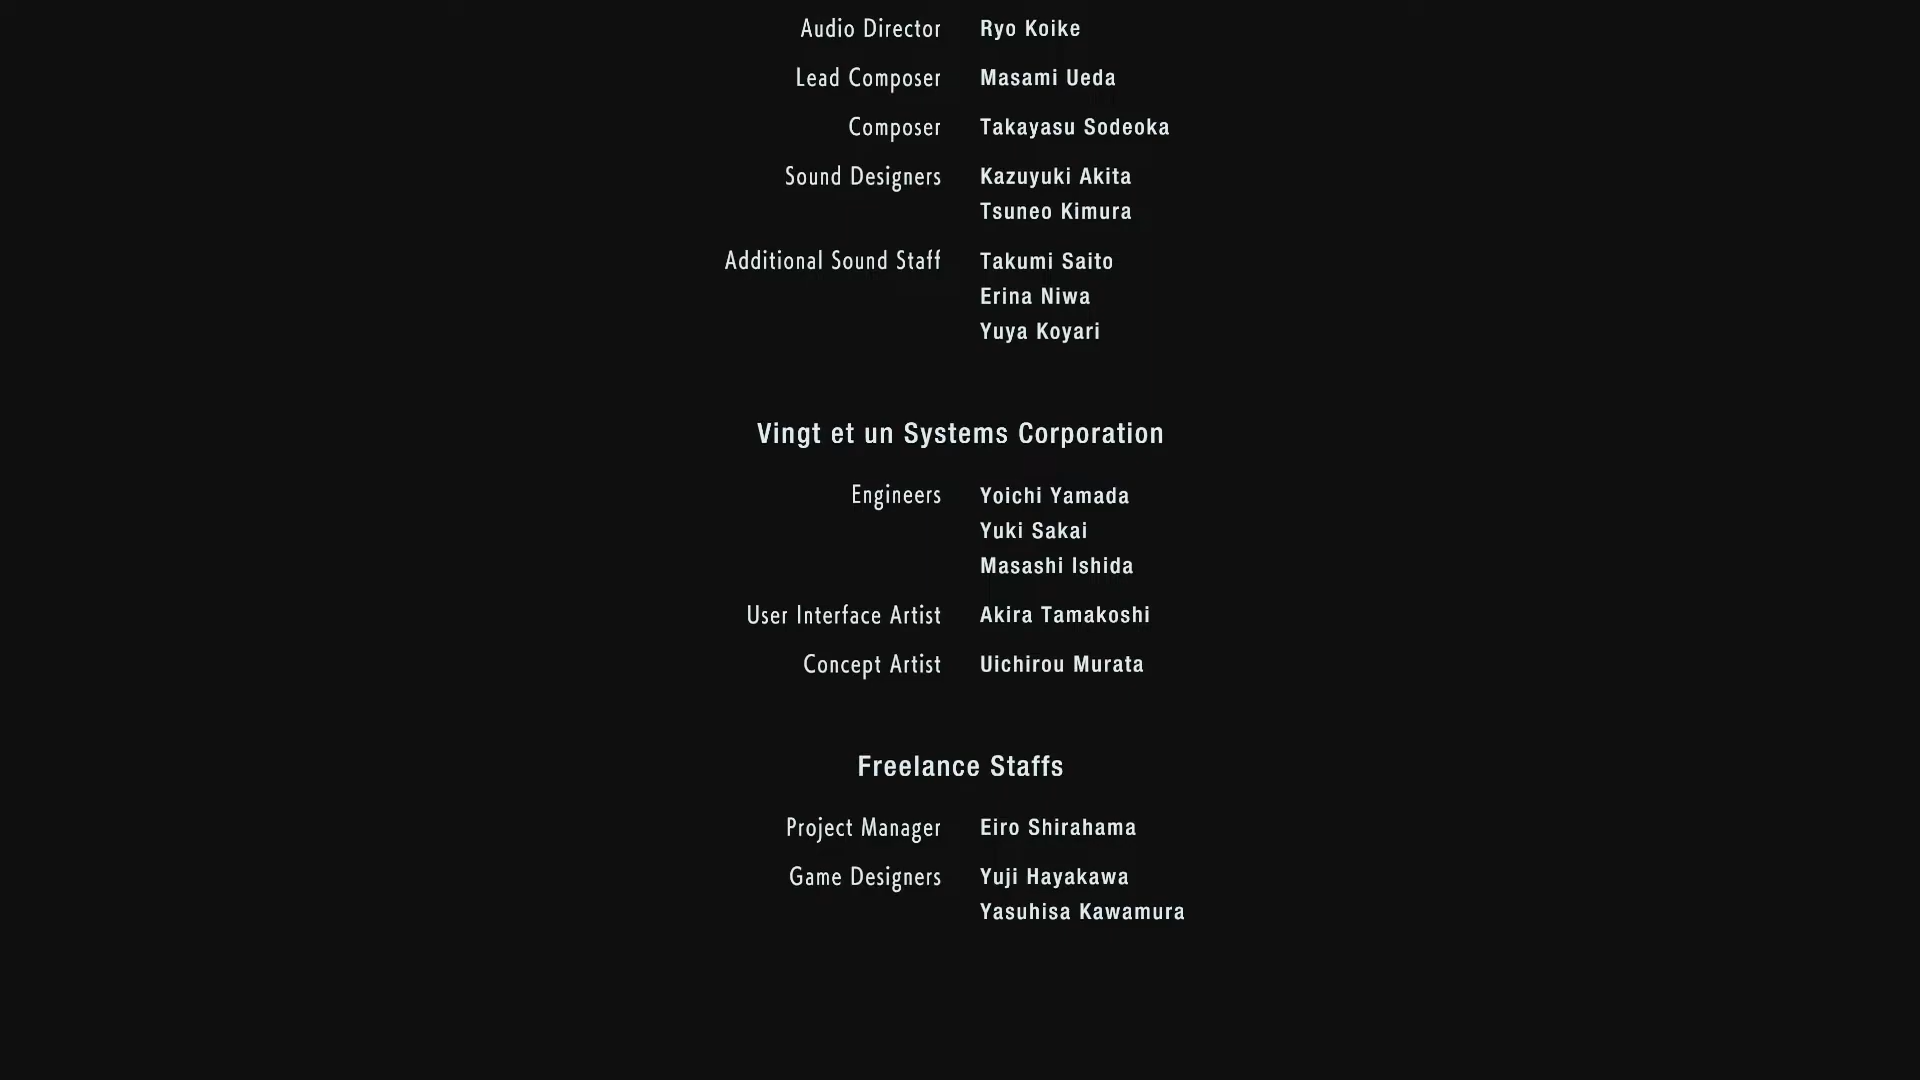 Audio Director Ryo Koike
Lead Composer Masami Ueda
Composer Takayasu Sodeoka
Sound Designers Kazuyuki Akita
Tsuneo Kimura
Additional Sound Staff Takumi Saito
Erina Niwa
Yuya Koyari
Vingt et un Systems Corporation
Engineers Yoichi Yamada
Yuki Sakai
Masashi Ishida
User Interface Artist Akira Tamakoshi
Concept Artist Uichirou Murata
Freelance Staffs
Project Manager Eiro Shirahama
Game Designers Yuji Hayakawa
Yasuhisa Kawamura